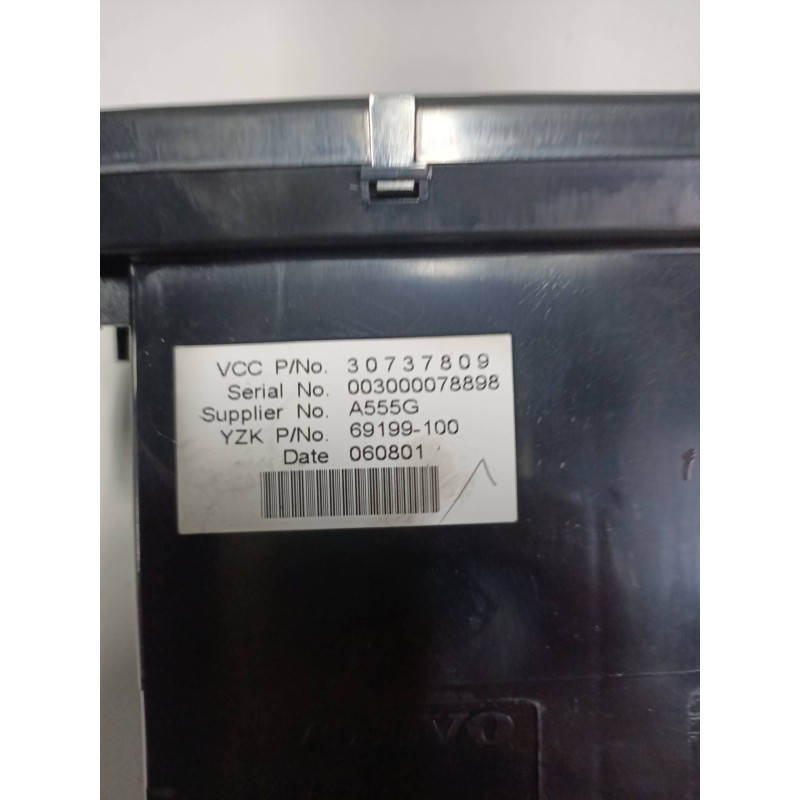 VCC P/No. 30737809
Serial No. 003000078898
Supplier No. A555G
YZK P/No. 69199-100
Date 060801